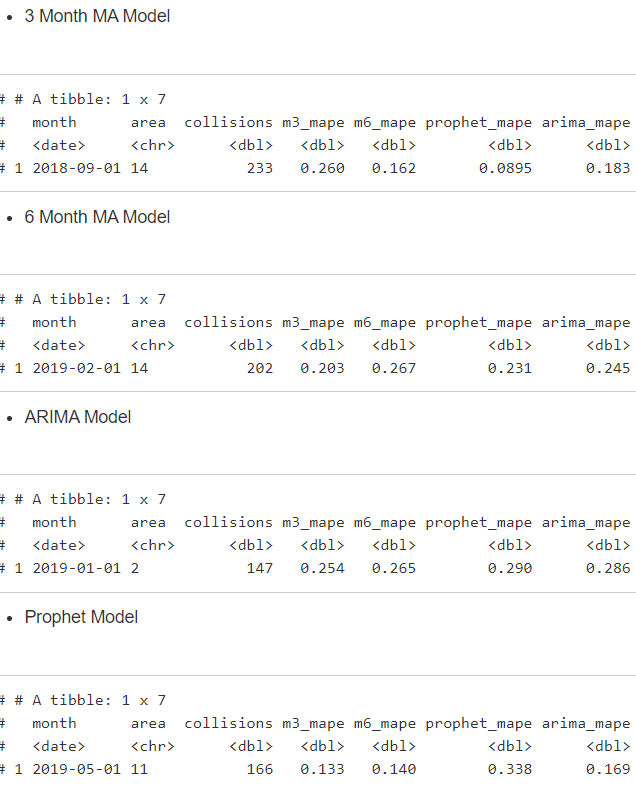 • 3 Month MA Model
# # A tibble: 1 x 7
#   month      area  collisions m3_mape m6_mape prophet_mape arima_mape
#   <date>     <chr>      <dbl>   <dbl>   <dbl>        <dbl>      <dbl>
# 1 2018-09-01 14           233   0.260   0.162       0.0895      0.183
• 6 Month MA Model
# # A tibble: 1 x 7
#   month      area  collisions m3_mape m6_mape prophet_mape arima_mape
#   <date>     <chr>      <dbl>   <dbl>   <dbl>        <dbl>      <dbl>
# 1 2019-02-01 14           202   0.203   0.267        0.231      0.245
• ARIMA Model
# # A tibble: 1 x 7
#   month      area  collisions m3_mape m6_mape prophet_mape arima_mape
#   <date>     <chr>      <dbl>   <dbl>   <dbl>        <dbl>      <dbl>
# 1 2019-01-01 2            147   0.254   0.265        0.290      0.286
• Prophet Model
# # A tibble: 1 x 7
#   month      area  collisions m3_mape m6_mape prophet_mape arima_mape
#   <date>     <chr>      <dbl>   <dbl>   <dbl>        <dbl>      <dbl>
# 1 2019-05-01 11           166   0.133   0.140        0.338      0.169